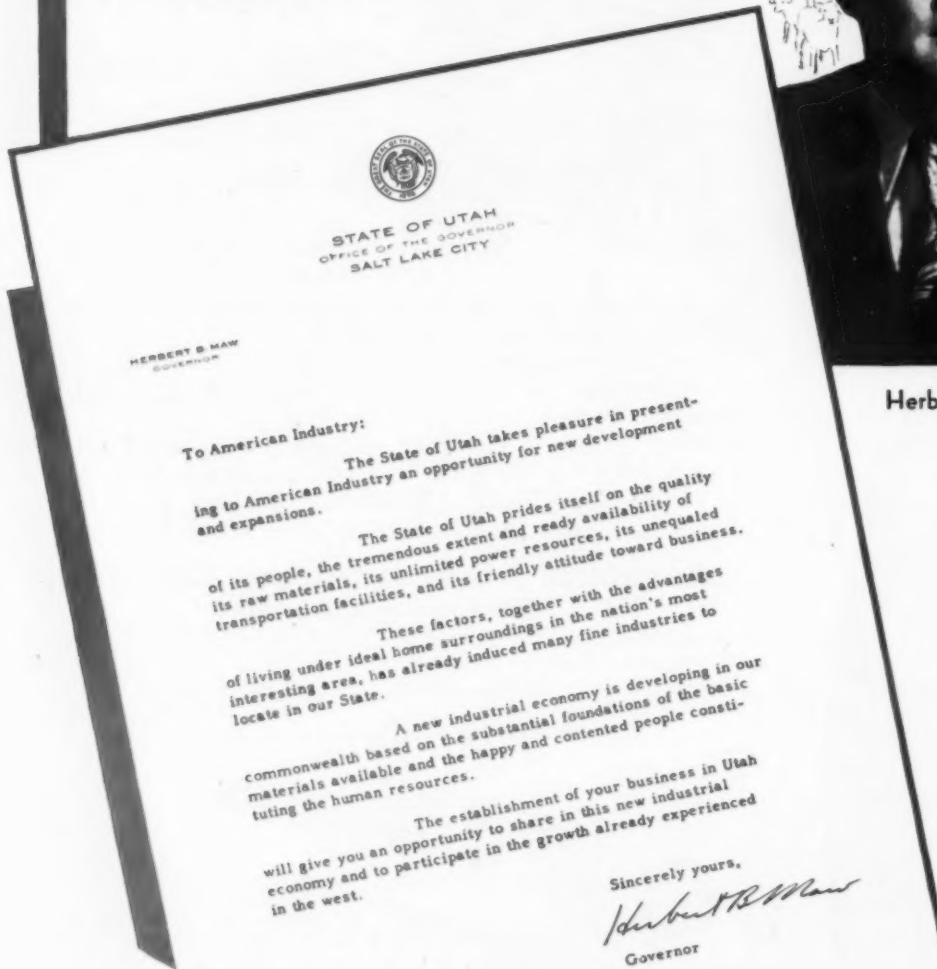 THE GREAT SEAL OF THE STATE OF UTAH
STATE OF UTAH
OFFICE OF THE GOVERNOR
SALT LAKE CITY
HERBERT B. MAW
GOVERNOR
To American Industry:
The State of Utah takes pleasure in present-
ing to American Industry an opportunity for new development
and expansions.
The State of Utah prides itself on the quality
of its people, the tremendous extent and ready availability of
its raw materials, its unlimited power resources, its unequaled
transportation facilities, and its friendly attitude toward business.
These factors, together with the advantages
of living under ideal home surroundings in the nation's most
interesting area, has already induced many fine industries to
locate in our State.
A new industrial economy is developing in our
commonwealth based on the substantial foundations of the basic
materials available and the happy and contented people consti-
tuting the human resources.
The establishment of your business in Utah
will give you an opportunity to share in this new industrial
economy and to participate in the growth already experienced
in the west.
Sincerely yours,
Herbert B Maw
Governor
Herb